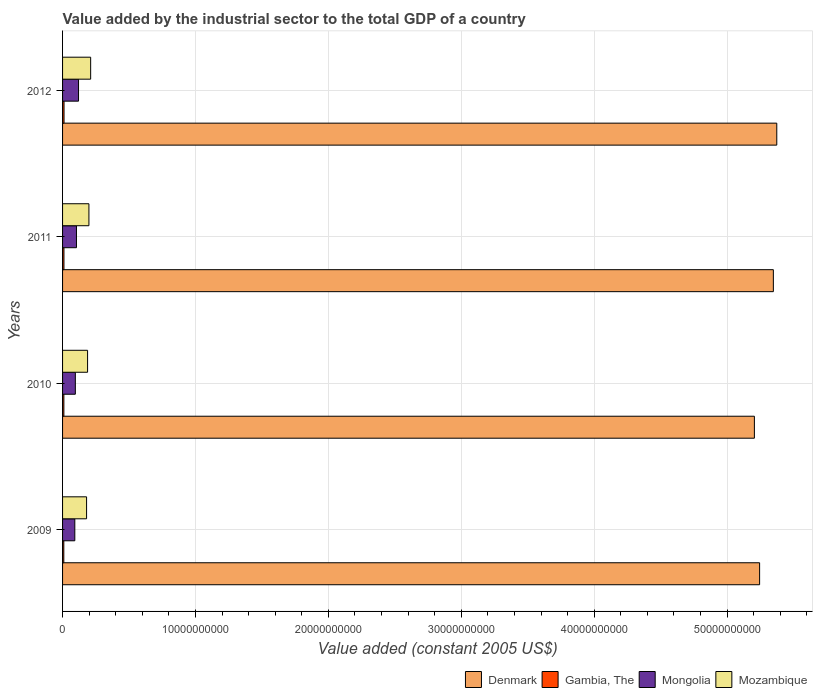 Value added by the industrial sector to the total GDP of a country
2012
2011
2010
2009
Years
0
10000000000
20000000000
30000000000
40000000000
50000000000
Value added (constant 2005 US$)
Denmark
Gambia, The
Mongolia
Mozambique